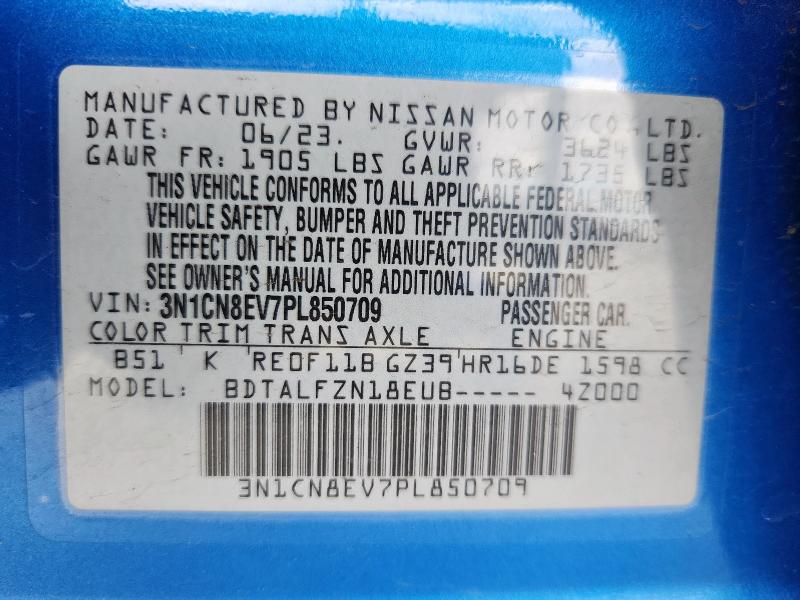 MANUFACTURED BY NISSAN MOTOR CO., LTD.
DATE: 06/23. GVWR: 3624 LBS
GAWR FR: 1905 LBS GAWR RR: 1735 LBS
THIS VEHICLE CONFORMS TO ALL APPLICABLE FEDERAL MOTOR
VEHICLE SAFETY, BUMPER AND THEFT PREVENTION STANDARDS
IN EFFECT ON THE DATE OF MANUFACTURE SHOWN ABOVE.
SEE OWNER'S MANUAL FOR ADDITIONAL INFORMATION.
VIN: 3N1CN8EV7PL850709 PASSENGER CAR.
COLOR TRIM TRANS AXLE ENGINE
B51 K RE0F11B GZ39 HR16DE 1598 CC
MODEL: BDTALFZN18EUB----- 4Z000
3N1CN8EV7PL850709